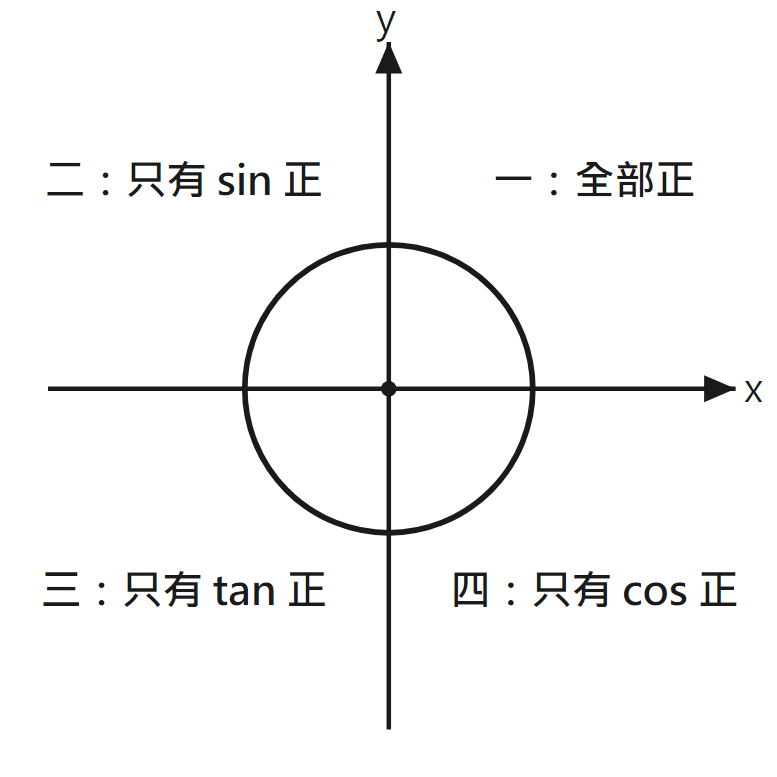 y
二：只有 sin 正
一：全部正
x
三：只有 tan 正
四：只有 cos 正